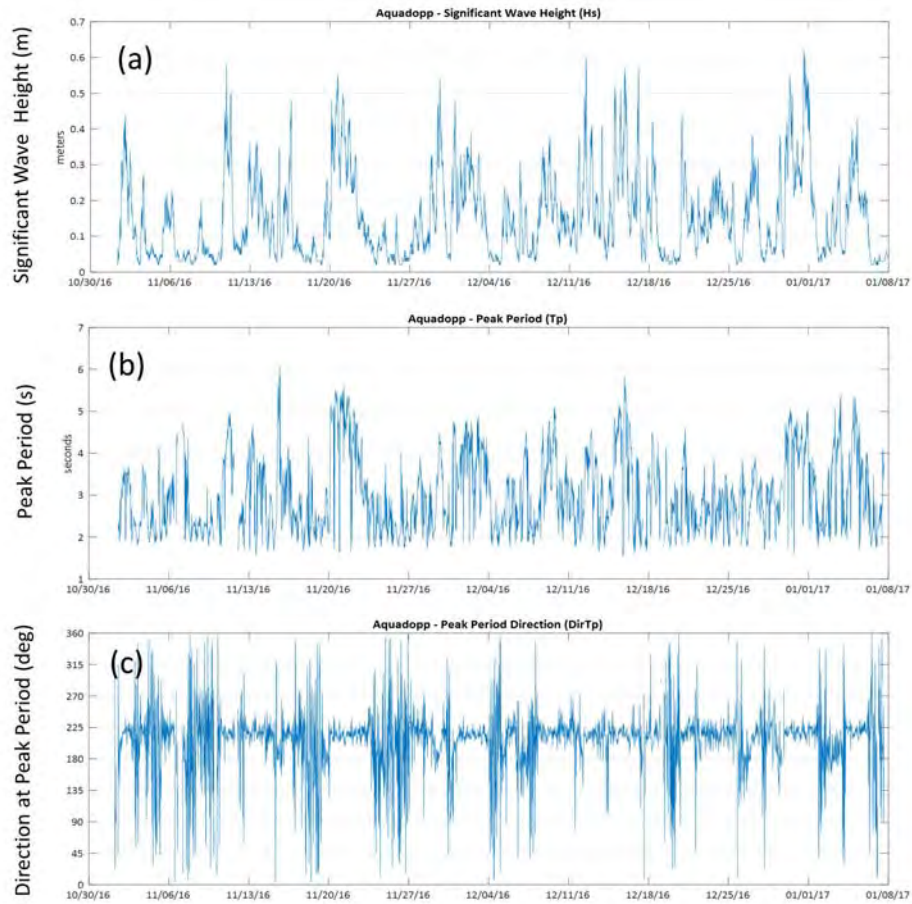 Aquadopp - Significant Wave Height (Hs)
Significant Wave Height (m)
meters
(a)
0.7
0.6
0.5
0.4
0.3
0.2
0.1
0
10/30/16 11/06/16 11/13/16 11/20/16 11/27/16 12/04/16 12/11/16 12/18/16 12/25/16 01/01/17 01/08/17
Aquadopp - Peak Period (Tp)
Peak Period (s)
seconds
(b)
7
6
5
4
3
2
1
10/30/16 11/06/16 11/13/16 11/20/16 11/27/16 12/04/16 12/11/16 12/18/16 12/25/16 01/01/17 01/08/17
Aquadopp - Peak Period Direction (DirTp)
Direction at Peak Period (deg)
(c)
360
315
270
225
180
135
90
45
0
10/30/16 11/06/16 11/13/16 11/20/16 11/27/16 12/04/16 12/11/16 12/18/16 12/25/16 01/01/17 01/08/17